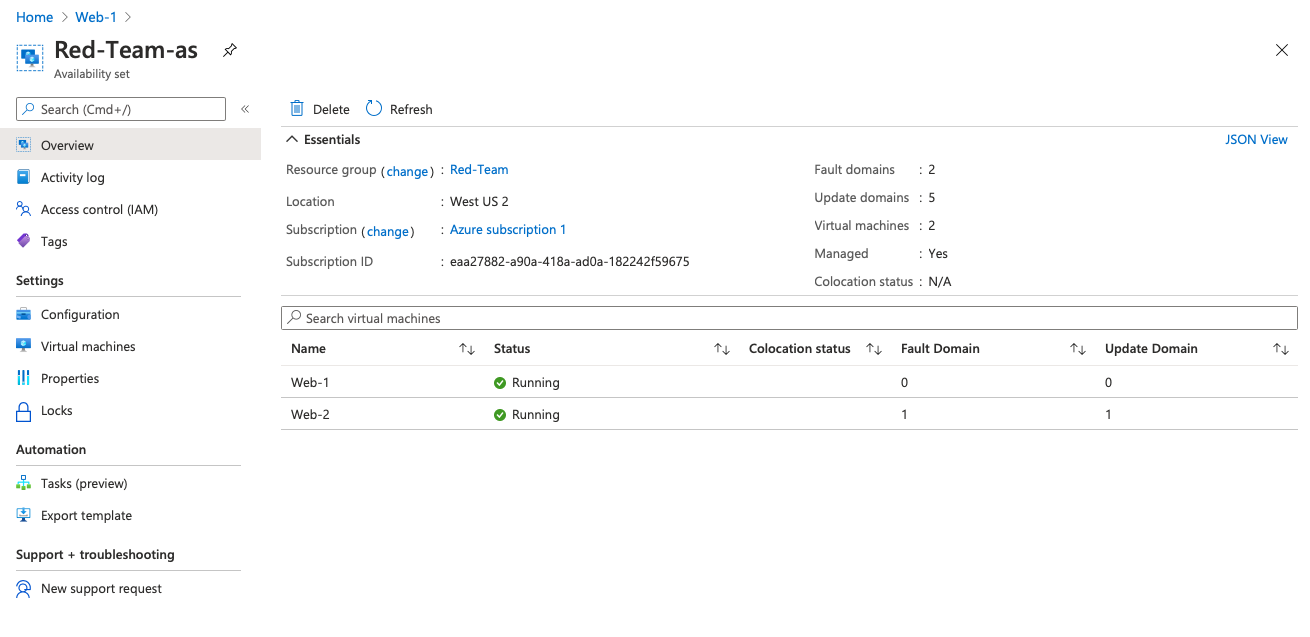 Home > Web-1 >
Red-Team-as
Availability set
Search (Cmd+/)
«
Overview
Activity log
Access control (IAM)
Tags
Settings
Configuration
Virtual machines
Properties
Locks
Automation
Tasks (preview)
Export template
Support + troubleshooting
New support request
Delete Refresh
Essentials JSON View
Resource group (change) : Red-Team
Location : West US 2
Subscription (change) : Azure subscription 1
Subscription ID : eaa27882-a90a-418a-ad0a-182242f59675
Fault domains : 2
Update domains : 5
Virtual machines : 2
Managed : Yes
Colocation status : N/A
Search virtual machines
Name Status Colocation status Fault Domain Update Domain
Web-1 Running 0 0
Web-2 Running 1 1